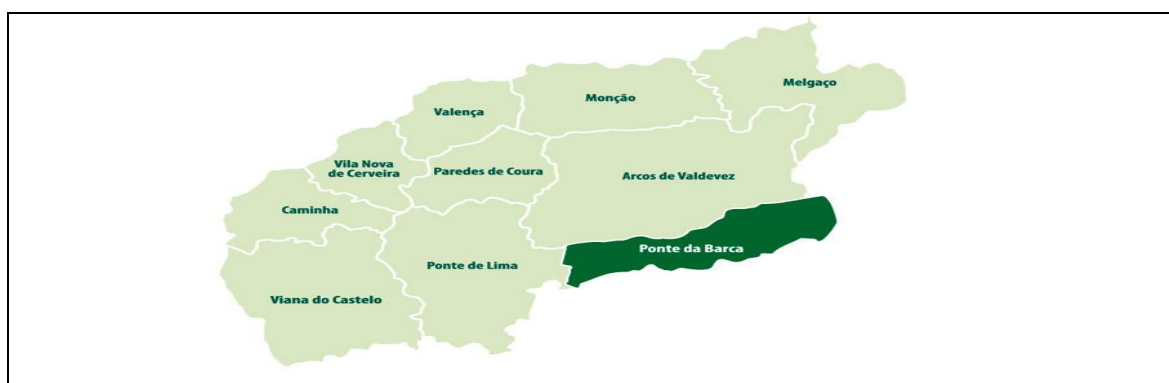 Melgaço
Monção
Valença
Vila Nova
de Cerveira
Paredes de Coura
Arcos de Valdevez
Caminha
Ponte da Barca
Ponte de Lima
Viana do Castelo